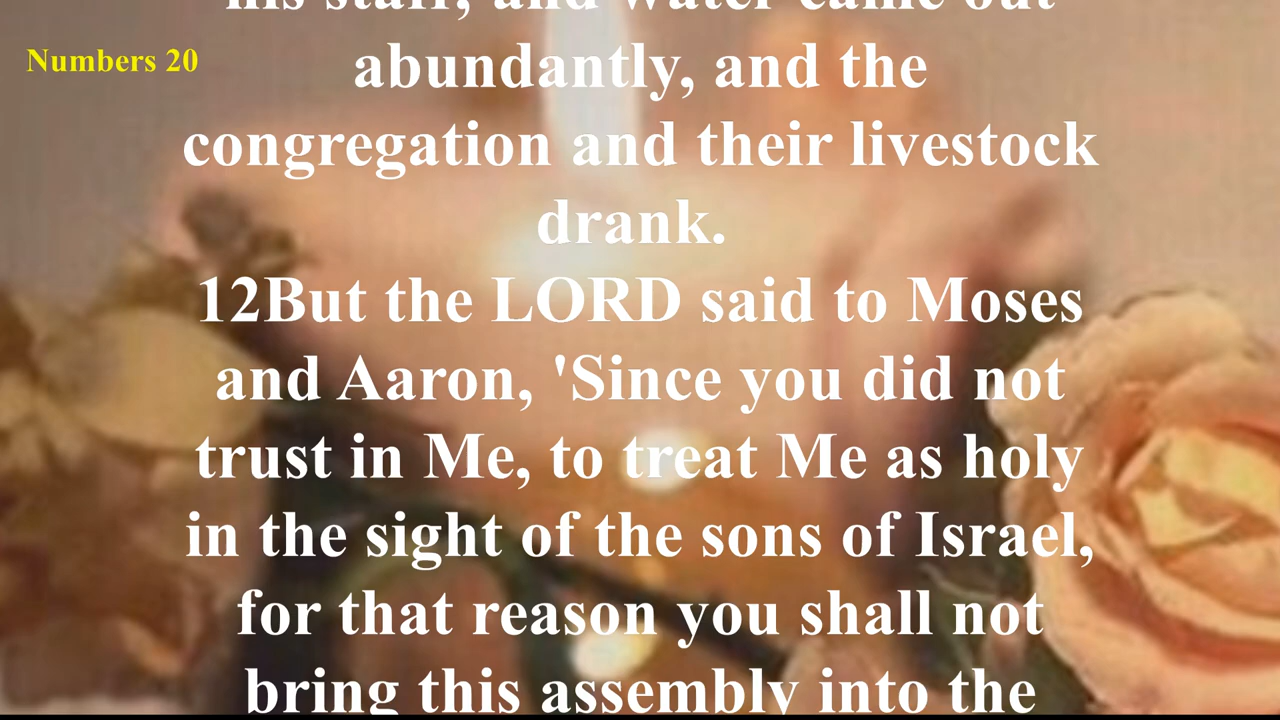 his staff, and water came out
Numbers 20
abundantly, and the
congregation and their livestock
drank.
12But the LORD said to Moses
and Aaron, 'Since you did not
trust in Me, to treat Me as holy
in the sight of the sons of Israel,
for that reason you shall not
bring this assembly into the